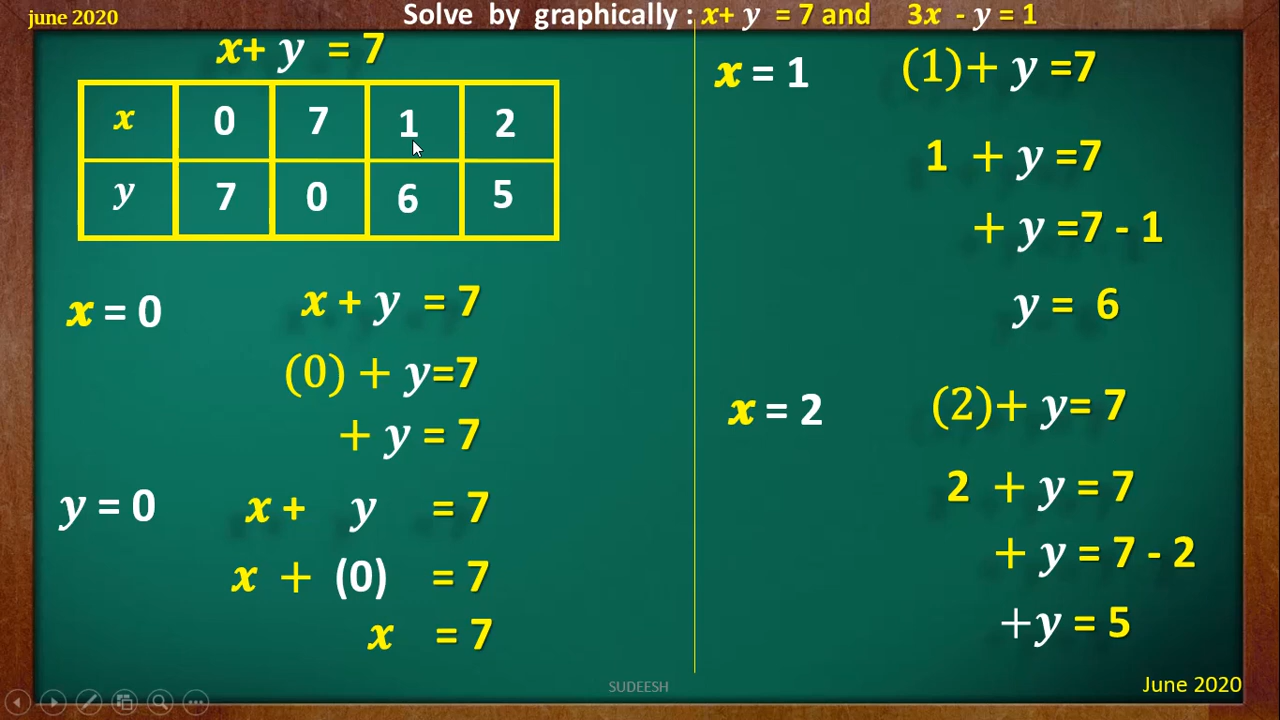 june 2020
Solve by graphically : x+ y = 7 and 3x - y = 1
x+ y = 7
x 0 7 1 2
y 7 0 6 5
x = 0
x + y = 7
(0) + y=7
+ y = 7
y = 0
x + y = 7
x + (0) = 7
x = 7
x = 1
(1)+ y =7
1 + y =7
+ y =7 - 1
y = 6
x = 2
(2)+ y= 7
2 + y = 7
+ y = 7 - 2
+y = 5
SUDEESH
June 2020